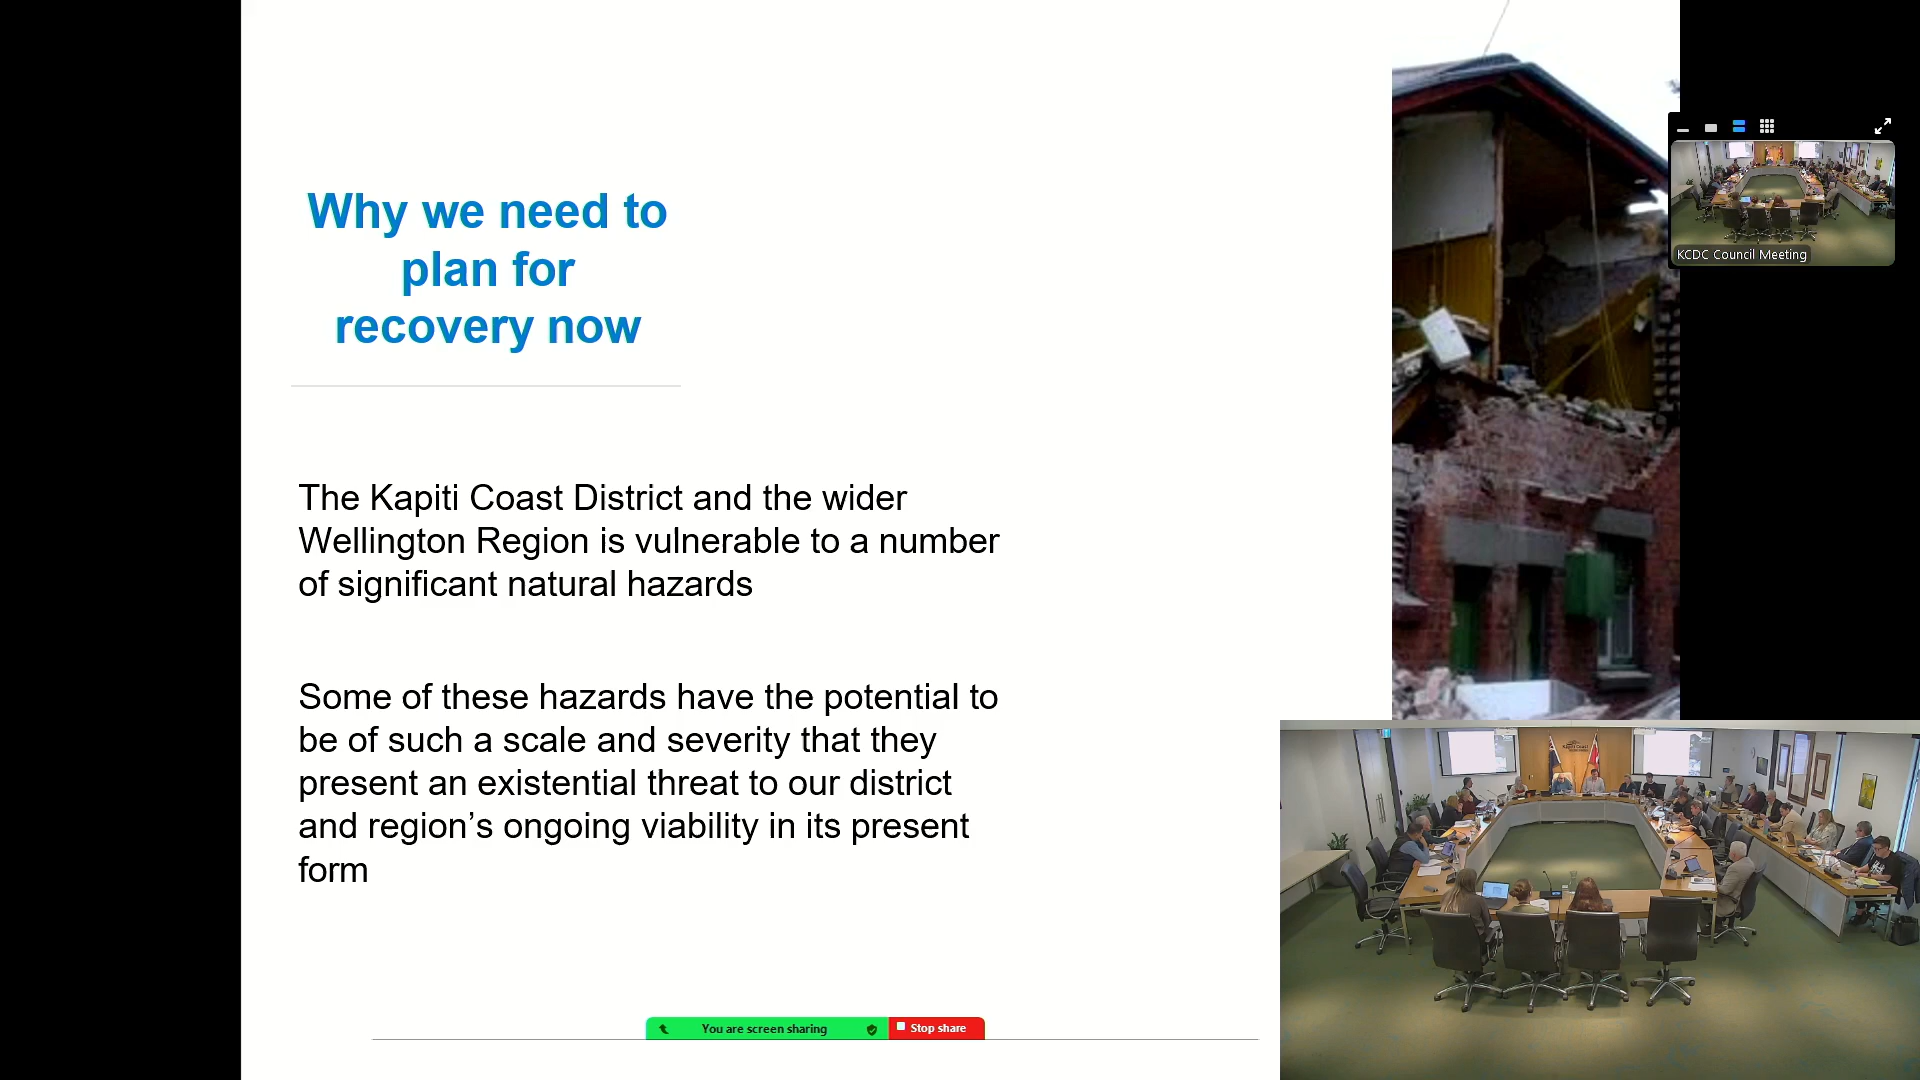 Why we need to
plan for
recovery now
The Kapiti Coast District and the wider
Wellington Region is vulnerable to a number
of significant natural hazards
Some of these hazards have the potential to
be of such a scale and severity that they
present an existential threat to our district
and region’s ongoing viability in its present
form
KCDC Council Meeting
Kapiti Coast
You are screen sharing
Stop share